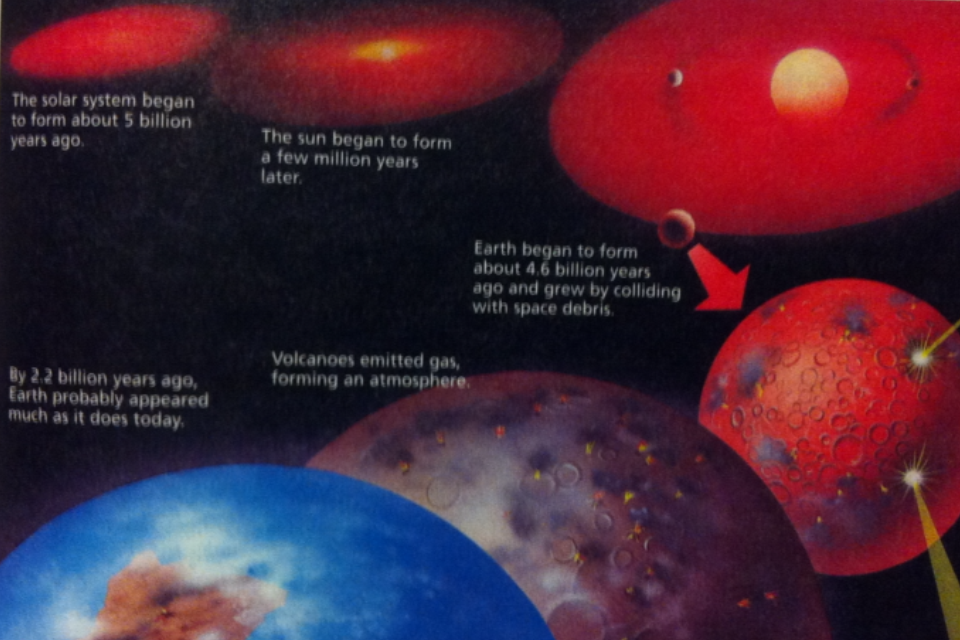 The solar system began
to form about 5 billion
years ago.
The sun began to form
a few million years
later.
Earth began to form
about 4.6 billion years
ago and grew by colliding
with space debris.
Volcanoes emitted gas,
forming an atmosphere.
By 2.2 billion years ago,
Earth probably appeared
much as it does today.